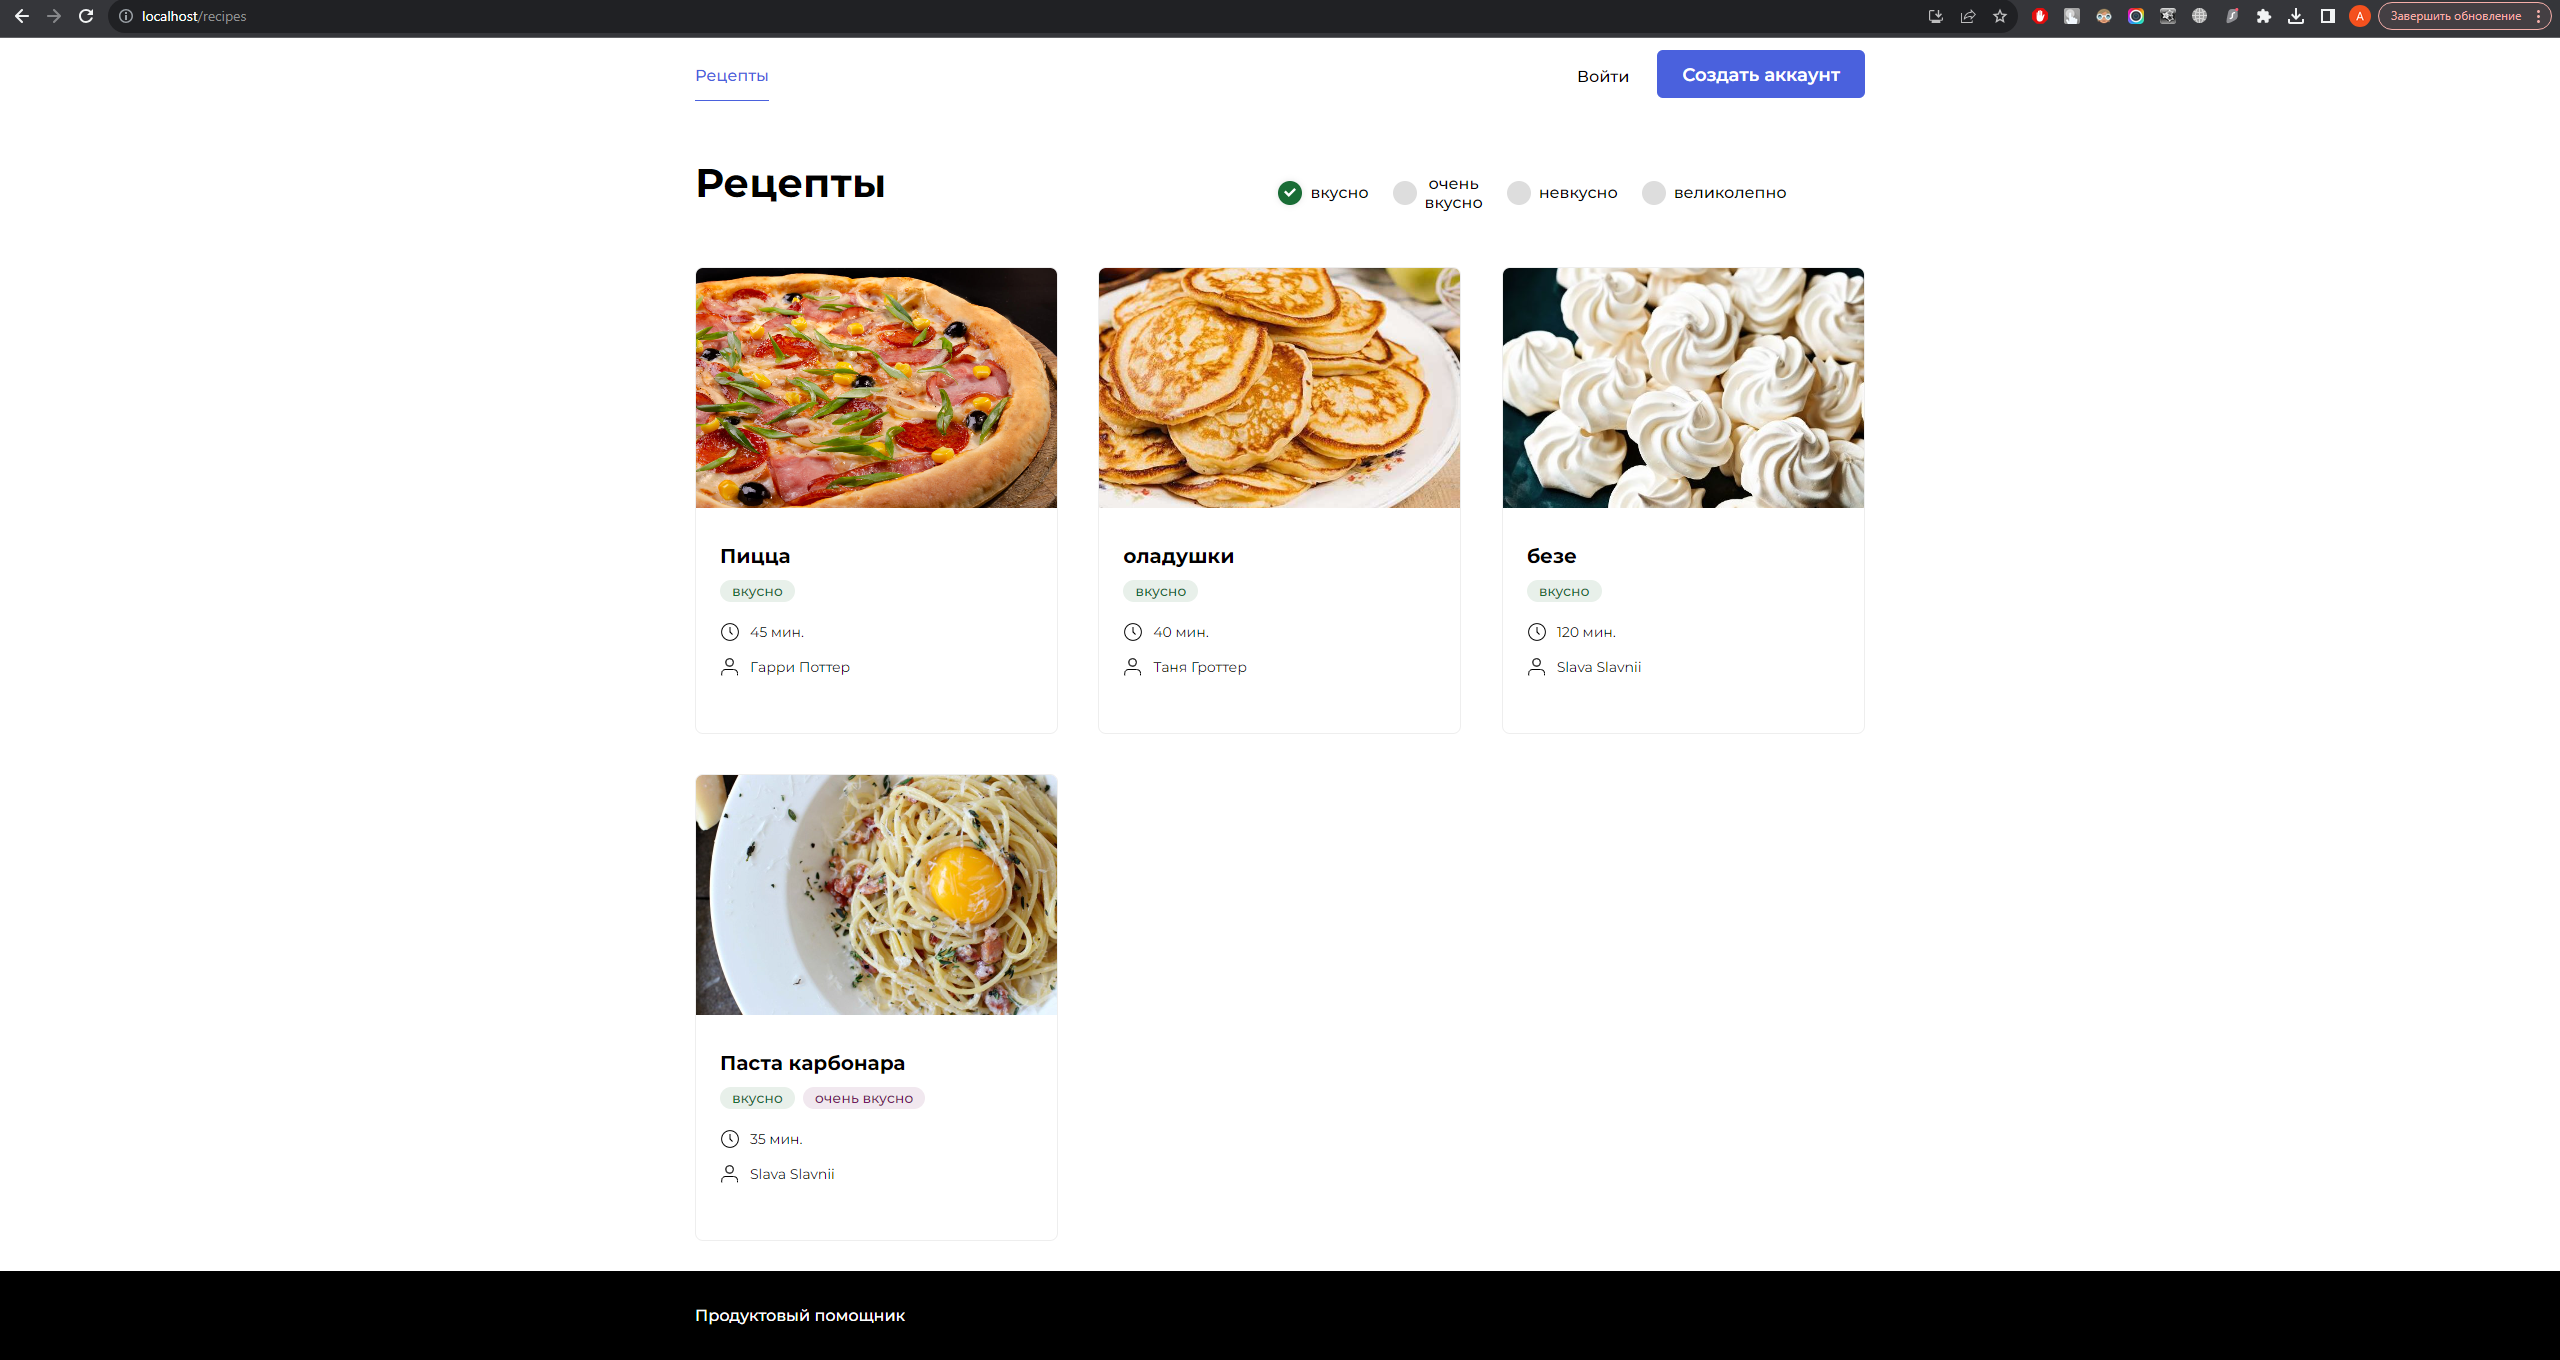 localhost/recipes
А
Завершить обновление
Рецепты
Войти
Создать аккаунт
Рецепты
вкусно
очень
вкусно
невкусно
великолепно
Пицца
вкусно
45 мин.
Гарри Поттер
оладушки
вкусно
40 мин.
Таня Гроттер
безе
вкусно
120 мин.
Slava Slavnii
Паста карбонара
вкусно очень вкусно
35 мин.
Slava Slavnii
Продуктовый помощник